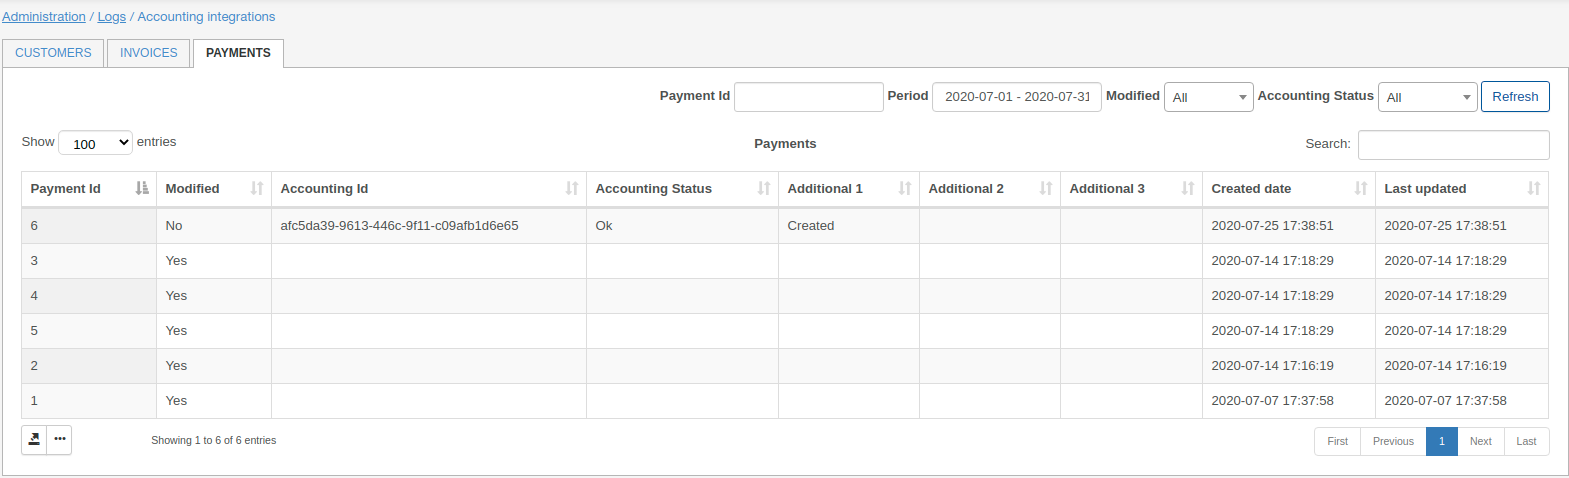 Administration / Logs / Accounting integrations
CUSTOMERS INVOICES PAYMENTS
Payment Id Period 2020-07-01 - 2020-07-31 Modified All Accounting Status All Refresh
Show 100 entries Payments Search:
Payment Id Modified Accounting Id Accounting Status Additional 1 Additional 2 Additional 3 Created date Last updated
6 No afc5da39-9613-446c-9f11-c09afb1d6e65 Ok Created 2020-07-25 17:38:51 2020-07-25 17:38:51
3 Yes 2020-07-14 17:18:29 2020-07-14 17:18:29
4 Yes 2020-07-14 17:18:29 2020-07-14 17:18:29
5 Yes 2020-07-14 17:18:29 2020-07-14 17:18:29
2 Yes 2020-07-14 17:16:19 2020-07-14 17:16:19
1 Yes 2020-07-07 17:37:58 2020-07-07 17:37:58
Showing 1 to 6 of 6 entries First Previous 1 Next Last